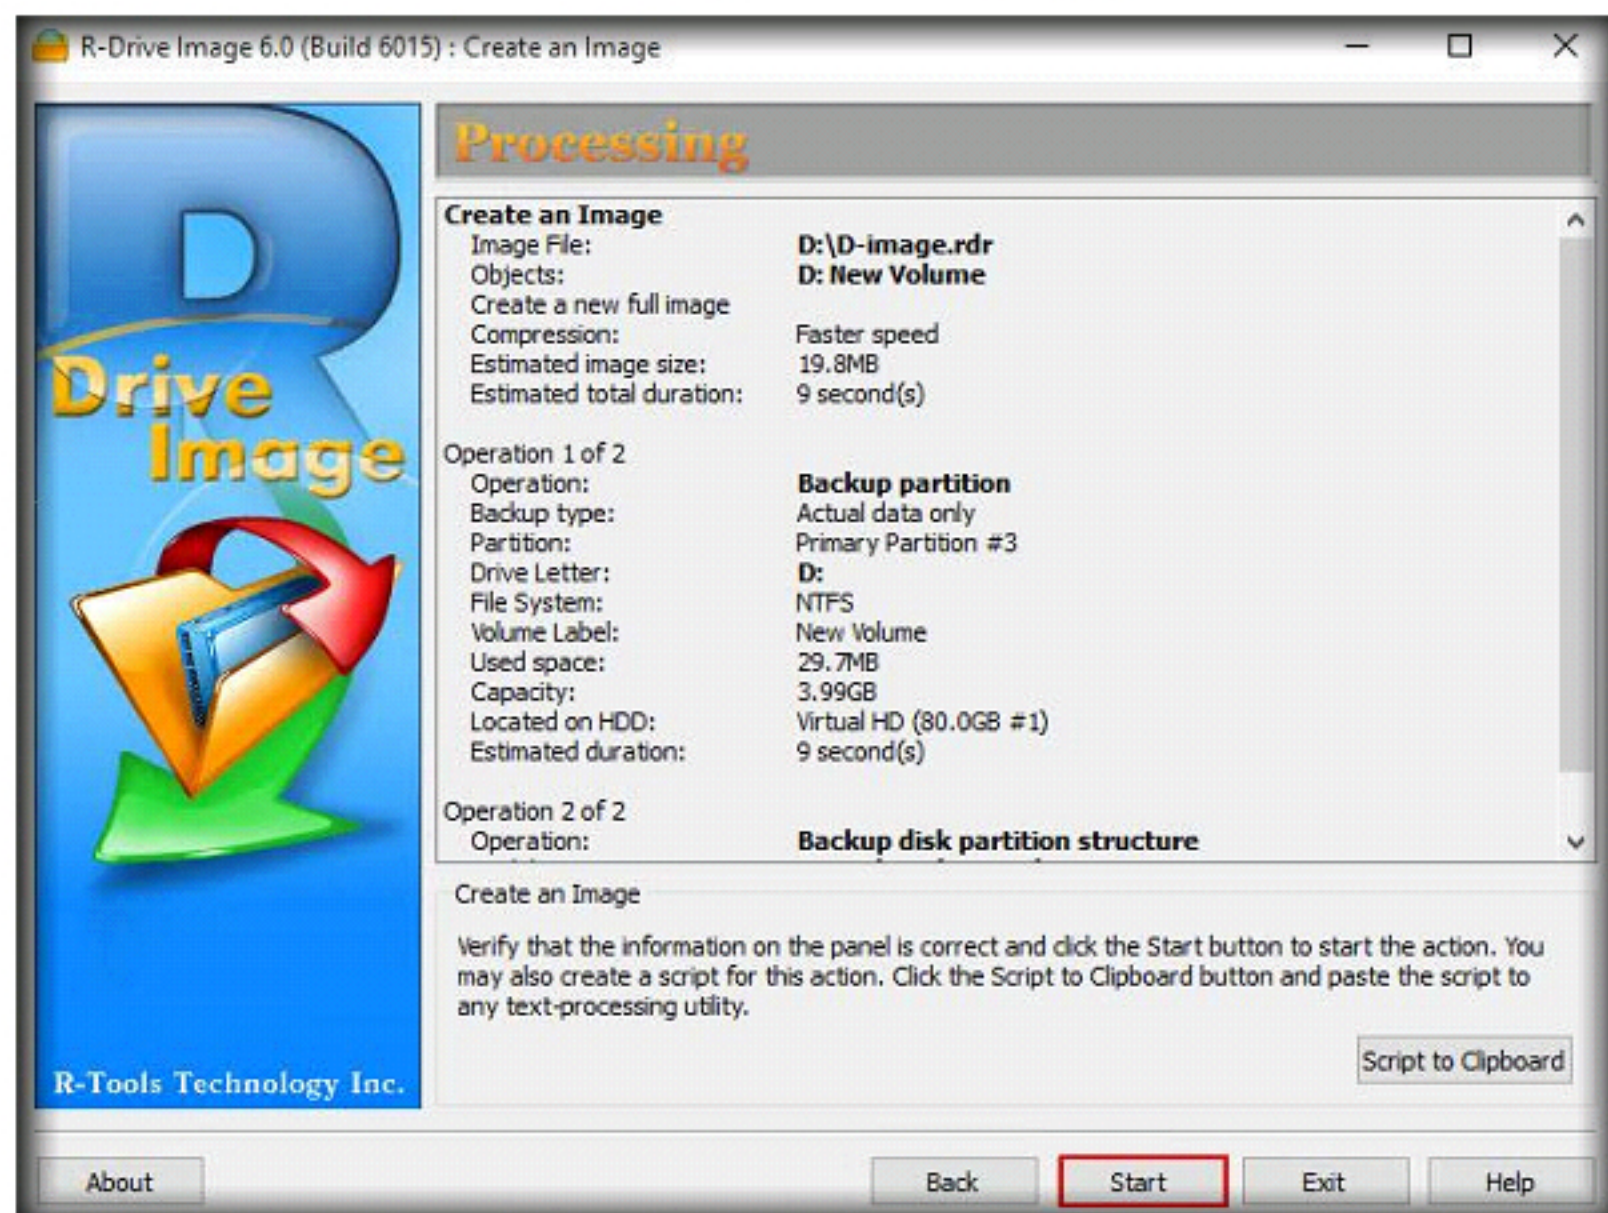 R-Drive Image 6.0 (Build 6015) : Create an Image
Drive
Image
R-Tools Technology Inc.
Processing
Create an Image
Image File: D:\D-image.rdr
Objects: D: New Volume
Create a new full image
Compression: Faster speed
Estimated image size: 19.8MB
Estimated total duration: 9 second(s)
Operation 1 of 2
Operation: Backup partition
Backup type: Actual data only
Partition: Primary Partition #3
Drive Letter: D:
File System: NTFS
Volume Label: New Volume
Used space: 29.7MB
Capacity: 3.99GB
Located on HDD: Virtual HD (80.0GB #1)
Estimated duration: 9 second(s)
Operation 2 of 2
Operation: Backup disk partition structure
Create an Image
Verify that the information on the panel is correct and click the Start button to start the action. You
may also create a script for this action. Click the Script to Clipboard button and paste the script to
any text-processing utility.
Script to Clipboard
About Back Start Exit Help